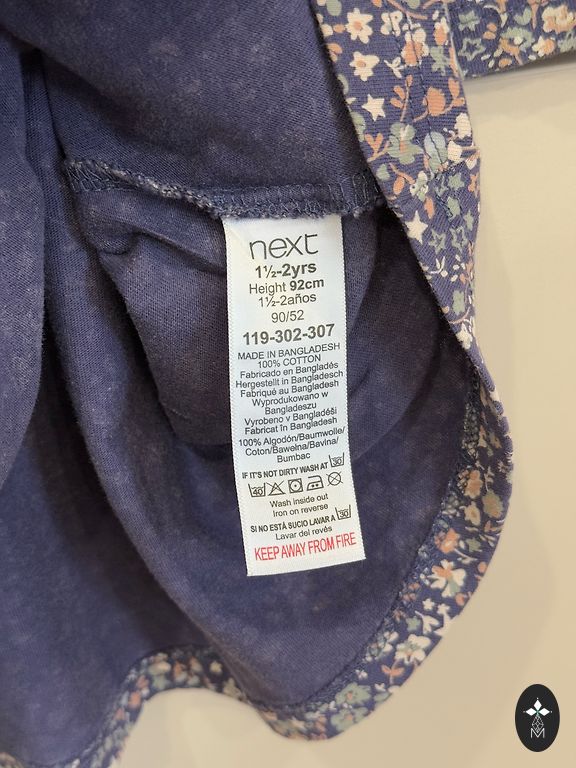 next
1½-2yrs
Height 92cm
1½-2años
90/52
119-302-307
MADE IN BANGLADESH
100% COTTON
Fabricado en Bangladés
Hergestellt in Bangladesch
Fabriqué au Bangladesh
Wyprodukowano w
Bangladeszu
Vyrobeno v Bangladéši
Fabricat în Bangladesh
100% Algodón/Baumwolle/
Coton/Bawełna/Bavlna/
Bumbac
IF IT'S NOT DIRTY WASH AT 30
40
Wash inside out
Iron on reverse
SI NO ESTÁ SUCIO LAVAR A 30
Lavar del revés
KEEP AWAY FROM FIRE
M